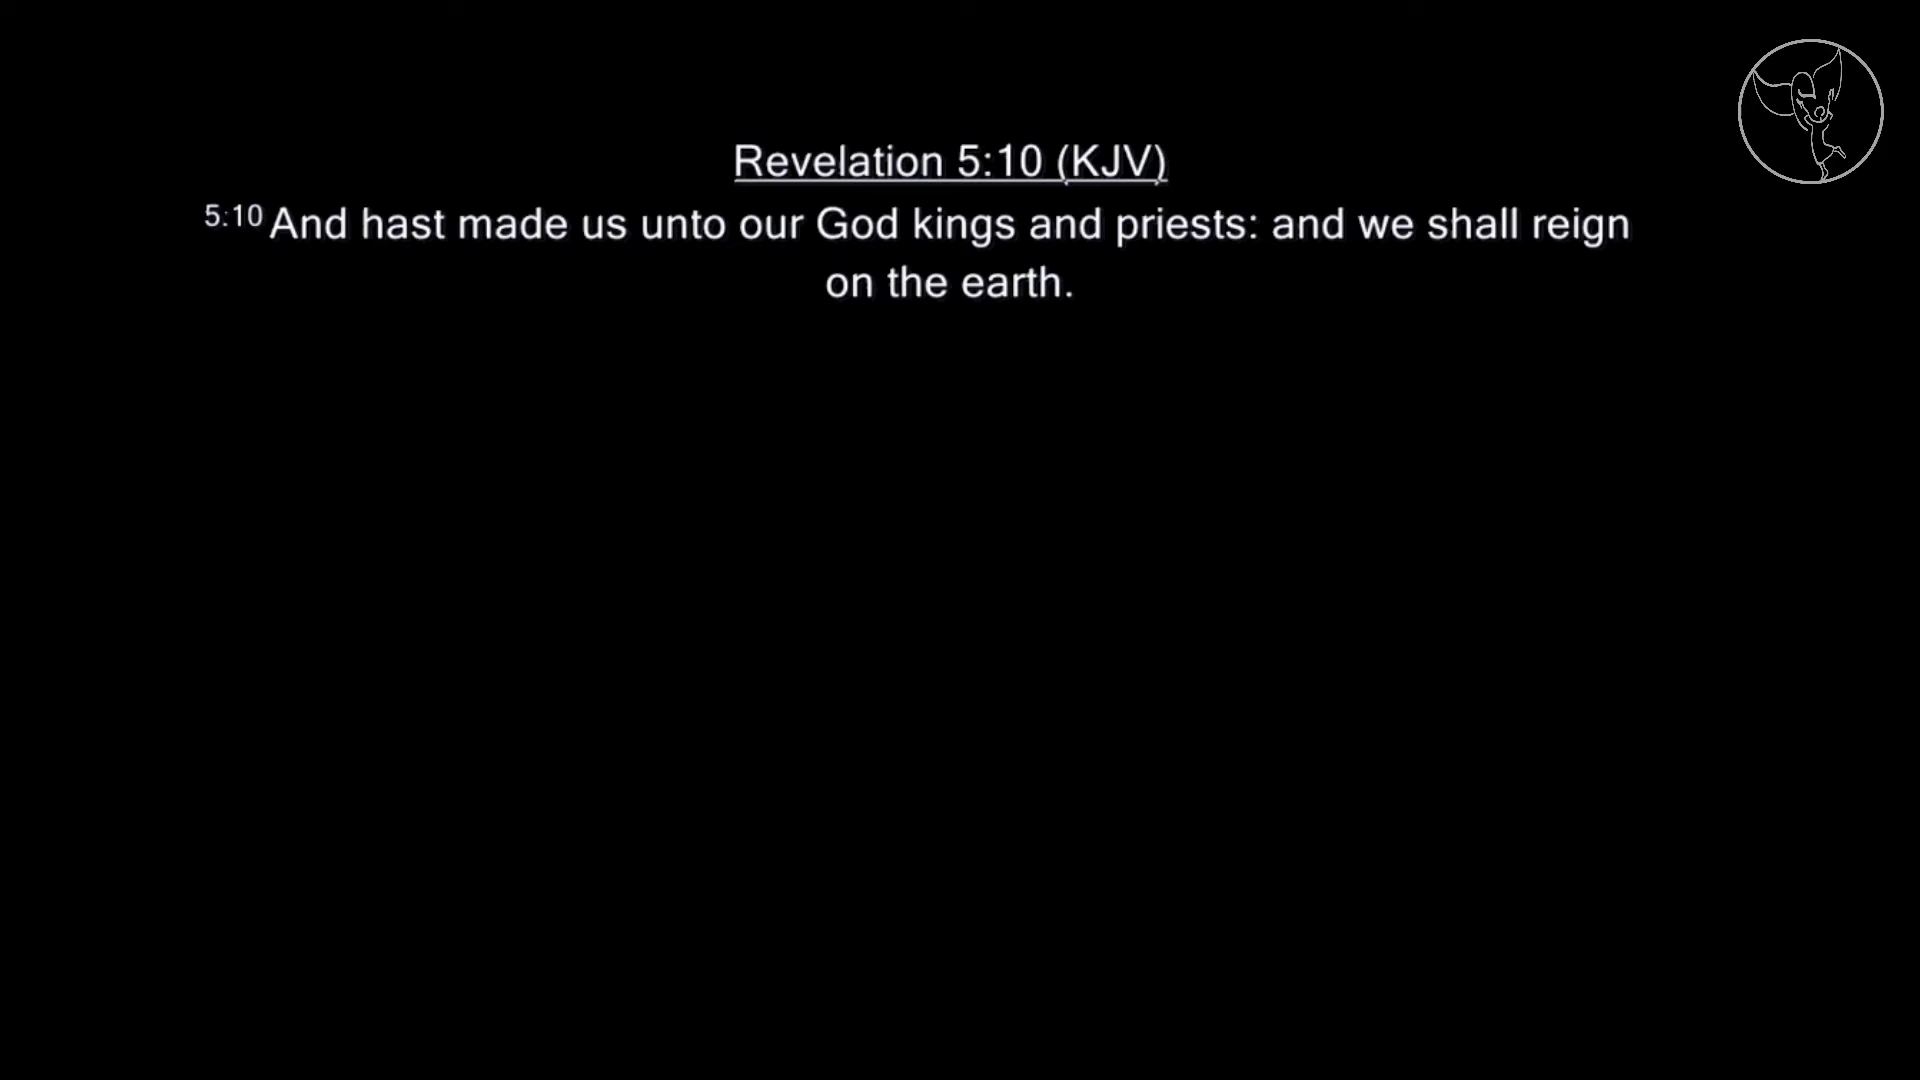 Revelation 5:10 (KJV)
5:10 And hast made us unto our God kings and priests: and we shall reign
on the earth.